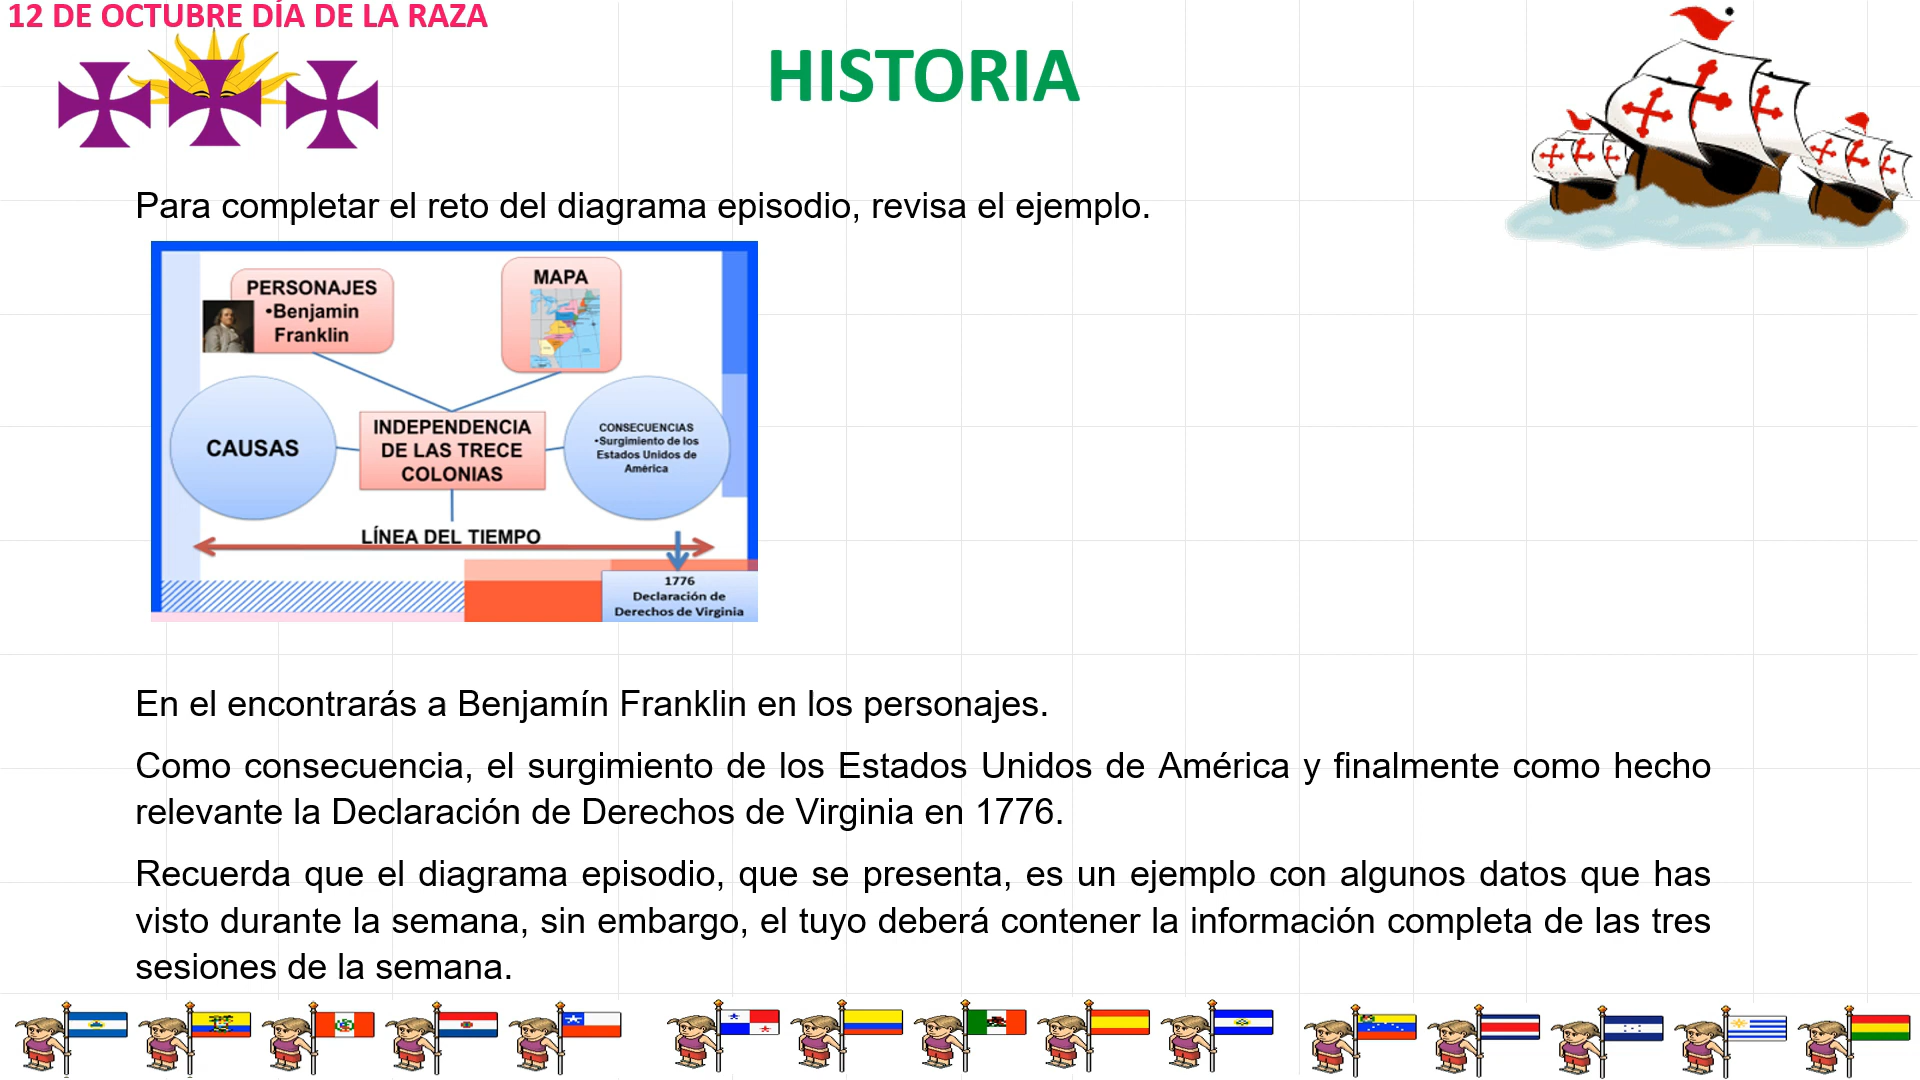 12 DE OCTUBRE DÍA DE LA RAZA
HISTORIA
Para completar el reto del diagrama episodio, revisa el ejemplo.
PERSONAJES
•Benjamin
Franklin
MAPA
CAUSAS
INDEPENDENCIA
DE LAS TRECE
COLONIAS
CONSECUENCIAS
•Surgimiento de los
Estados Unidos de
América
LÍNEA DEL TIEMPO
1776
Declaración de
Derechos de Virginia
En el encontrarás a Benjamín Franklin en los personajes.
Como consecuencia, el surgimiento de los Estados Unidos de América y finalmente como hecho
relevante la Declaración de Derechos de Virginia en 1776.
Recuerda que el diagrama episodio, que se presenta, es un ejemplo con algunos datos que has
visto durante la semana, sin embargo, el tuyo deberá contener la información completa de las tres
sesiones de la semana.